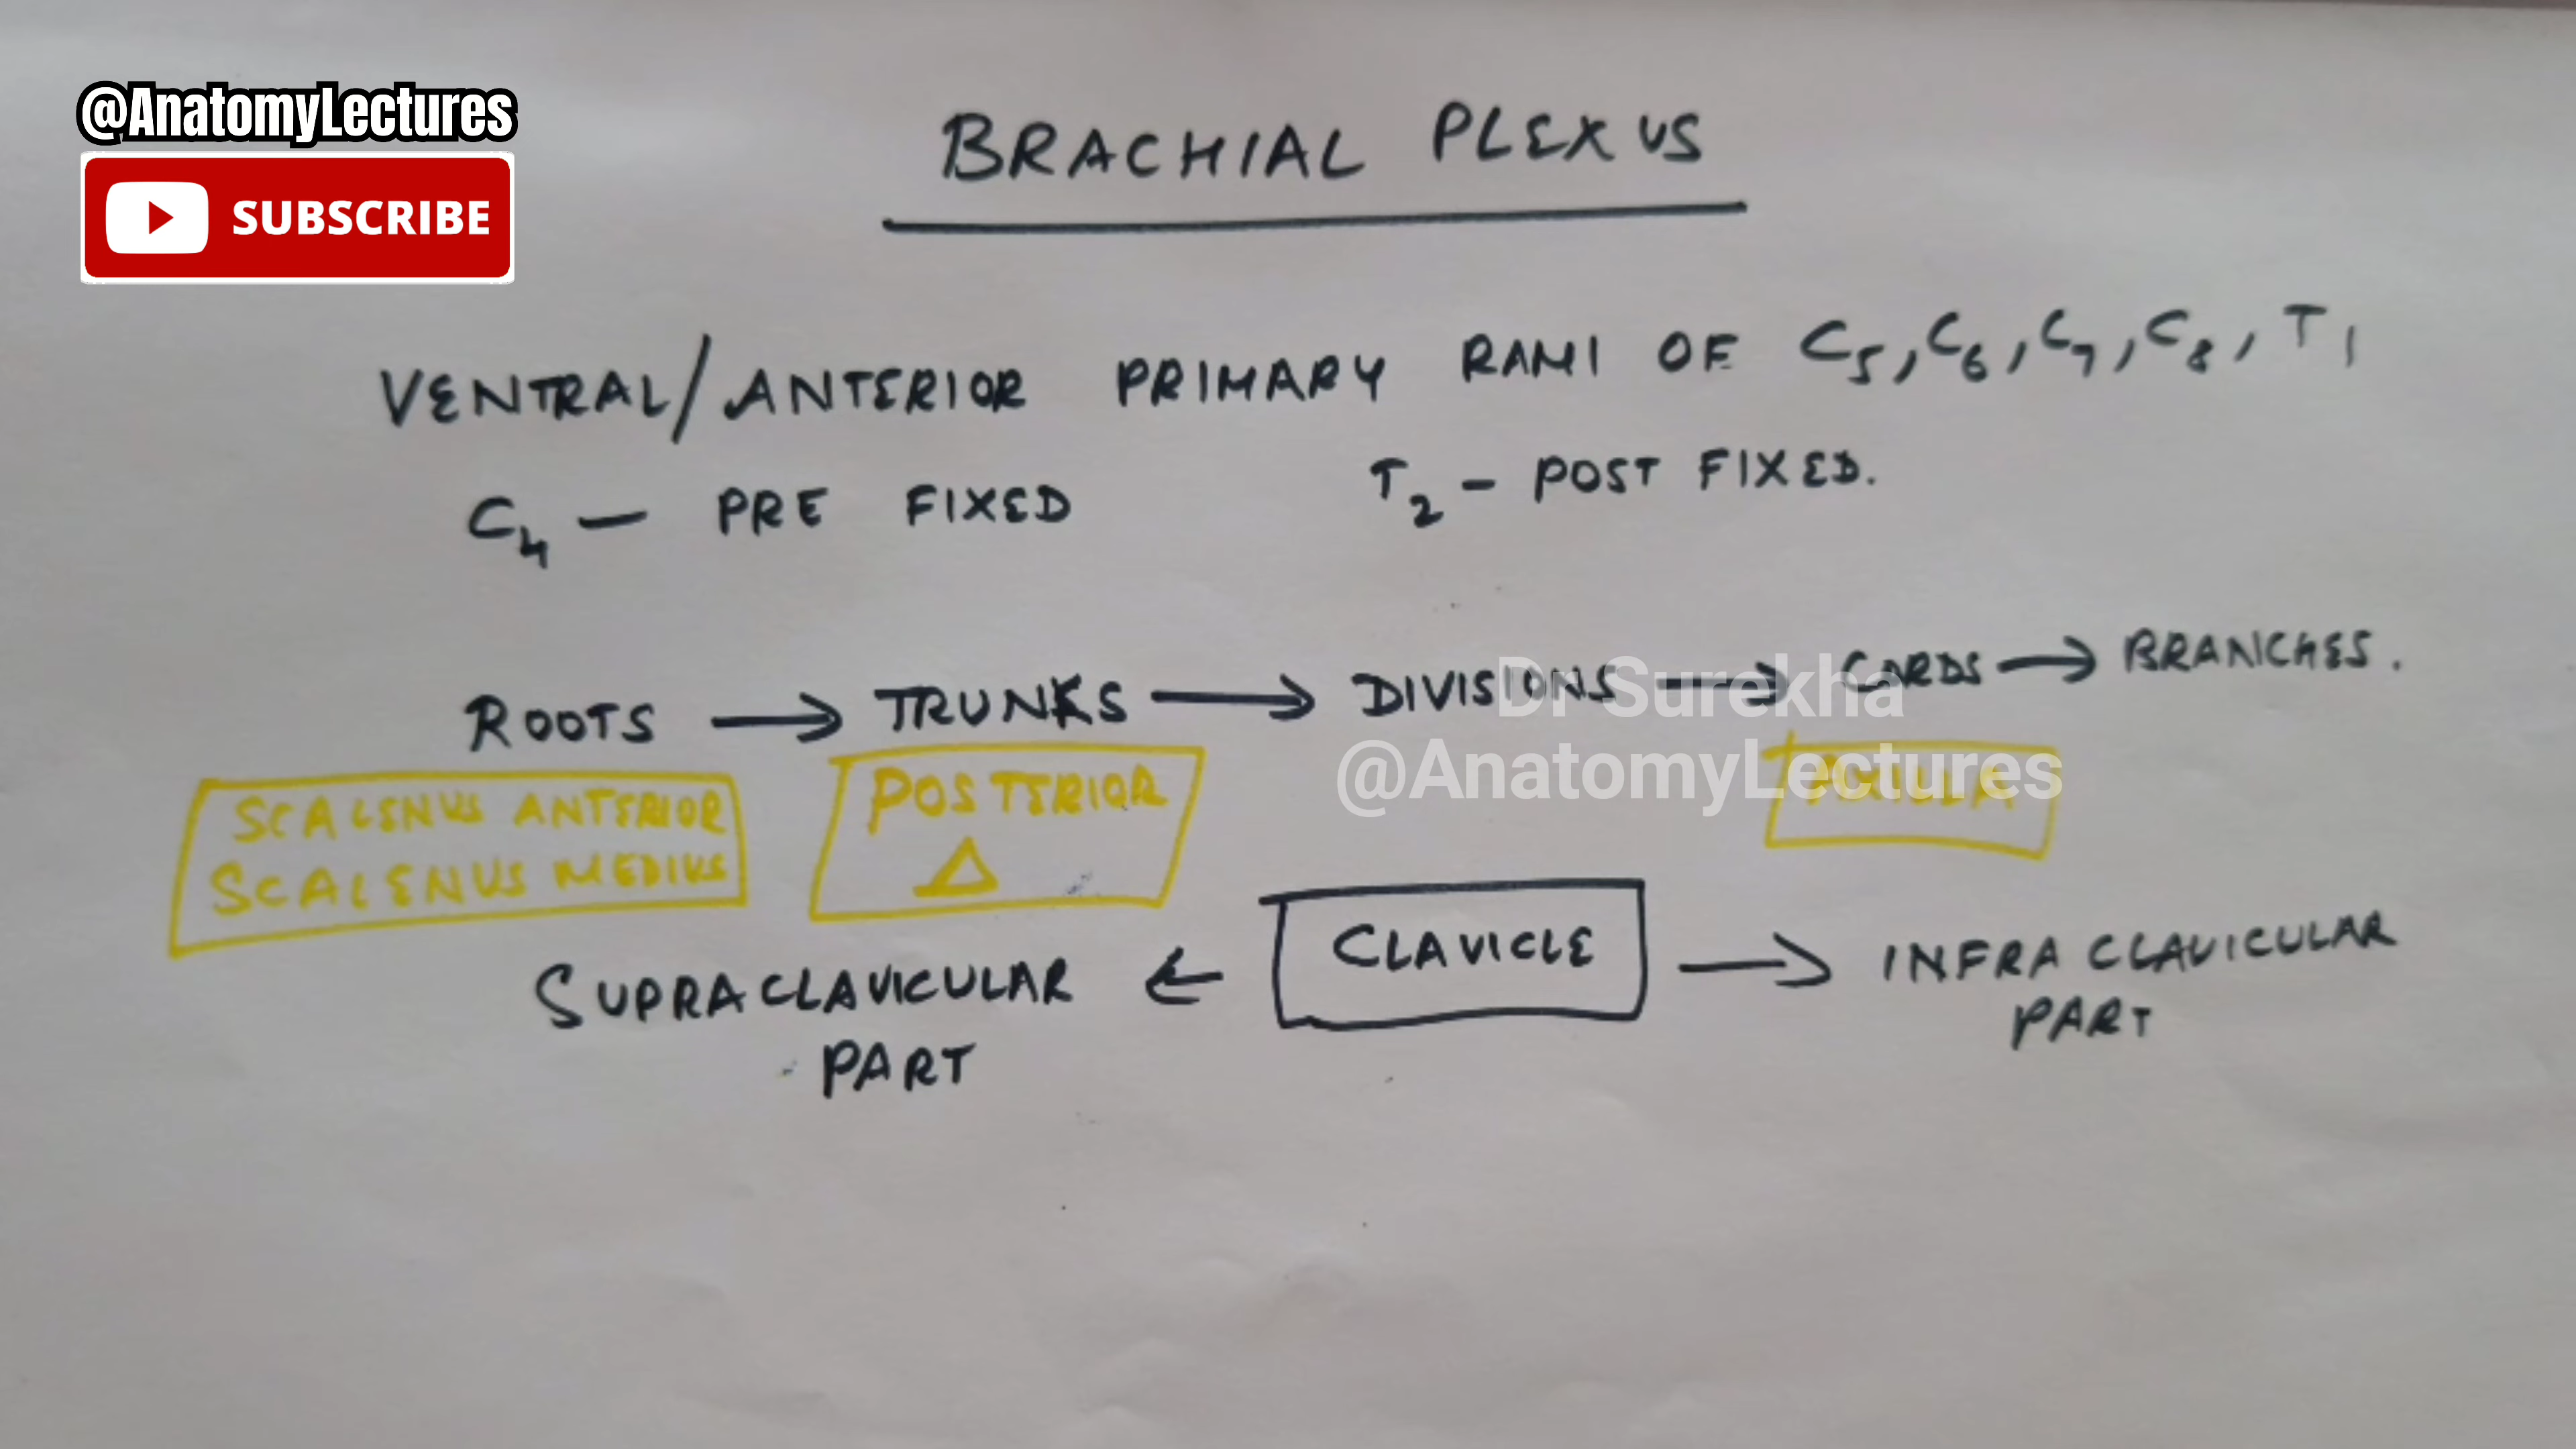 @AnatomyLectures
SUBSCRIBE
BRACHIAL PLEXUS
VENTRAL/ANTERIOR PRIMARY RAMI OF C5, C6, C7, C8, T1
C4 — PRE FIXED T2 - POST FIXED.
ROOTS → TRUNKS → DIVISIONS → CORDS → BRANCHES.
Dr Surekha
@AnatomyLectures
SCALENUS ANTERIOR
SCALENUS MEDIUS
POSTERIOR
Δ
AXILLA
SUPRACLAVICULAR ← CLAVICLE → INFRA CLAVICULAR
PART PART